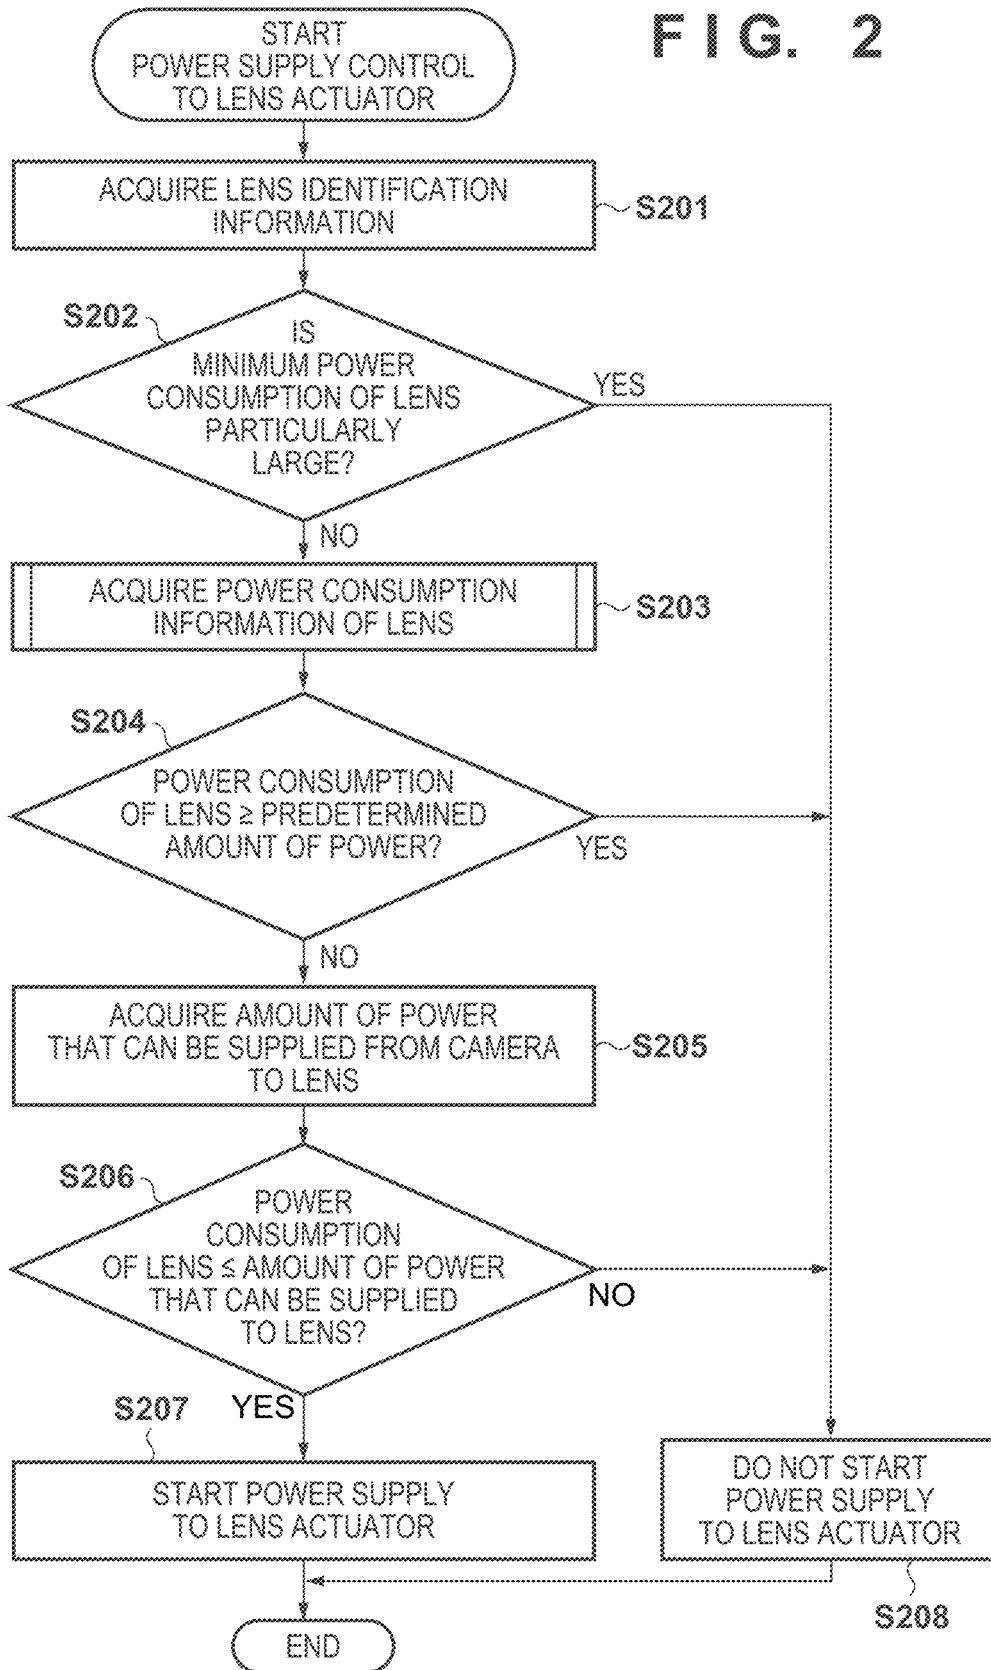 FIG. 2
START
POWER SUPPLY CONTROL
TO LENS ACTUATOR
ACQUIRE LENS IDENTIFICATION
INFORMATION
S201
S202
IS
MINIMUM POWER
CONSUMPTION OF LENS
PARTICULARLY
LARGE?
YES
NO
ACQUIRE POWER CONSUMPTION
INFORMATION OF LENS
S203
S204
POWER CONSUMPTION
OF LENS ≥ PREDETERMINED
AMOUNT OF POWER?
YES
NO
ACQUIRE AMOUNT OF POWER
THAT CAN BE SUPPLIED FROM CAMERA
TO LENS
S205
S206
POWER
CONSUMPTION
OF LENS ≤ AMOUNT OF POWER
THAT CAN BE SUPPLIED
TO LENS?
NO
YES
S207
START POWER SUPPLY
TO LENS ACTUATOR
DO NOT START
POWER SUPPLY
TO LENS ACTUATOR
S208
END